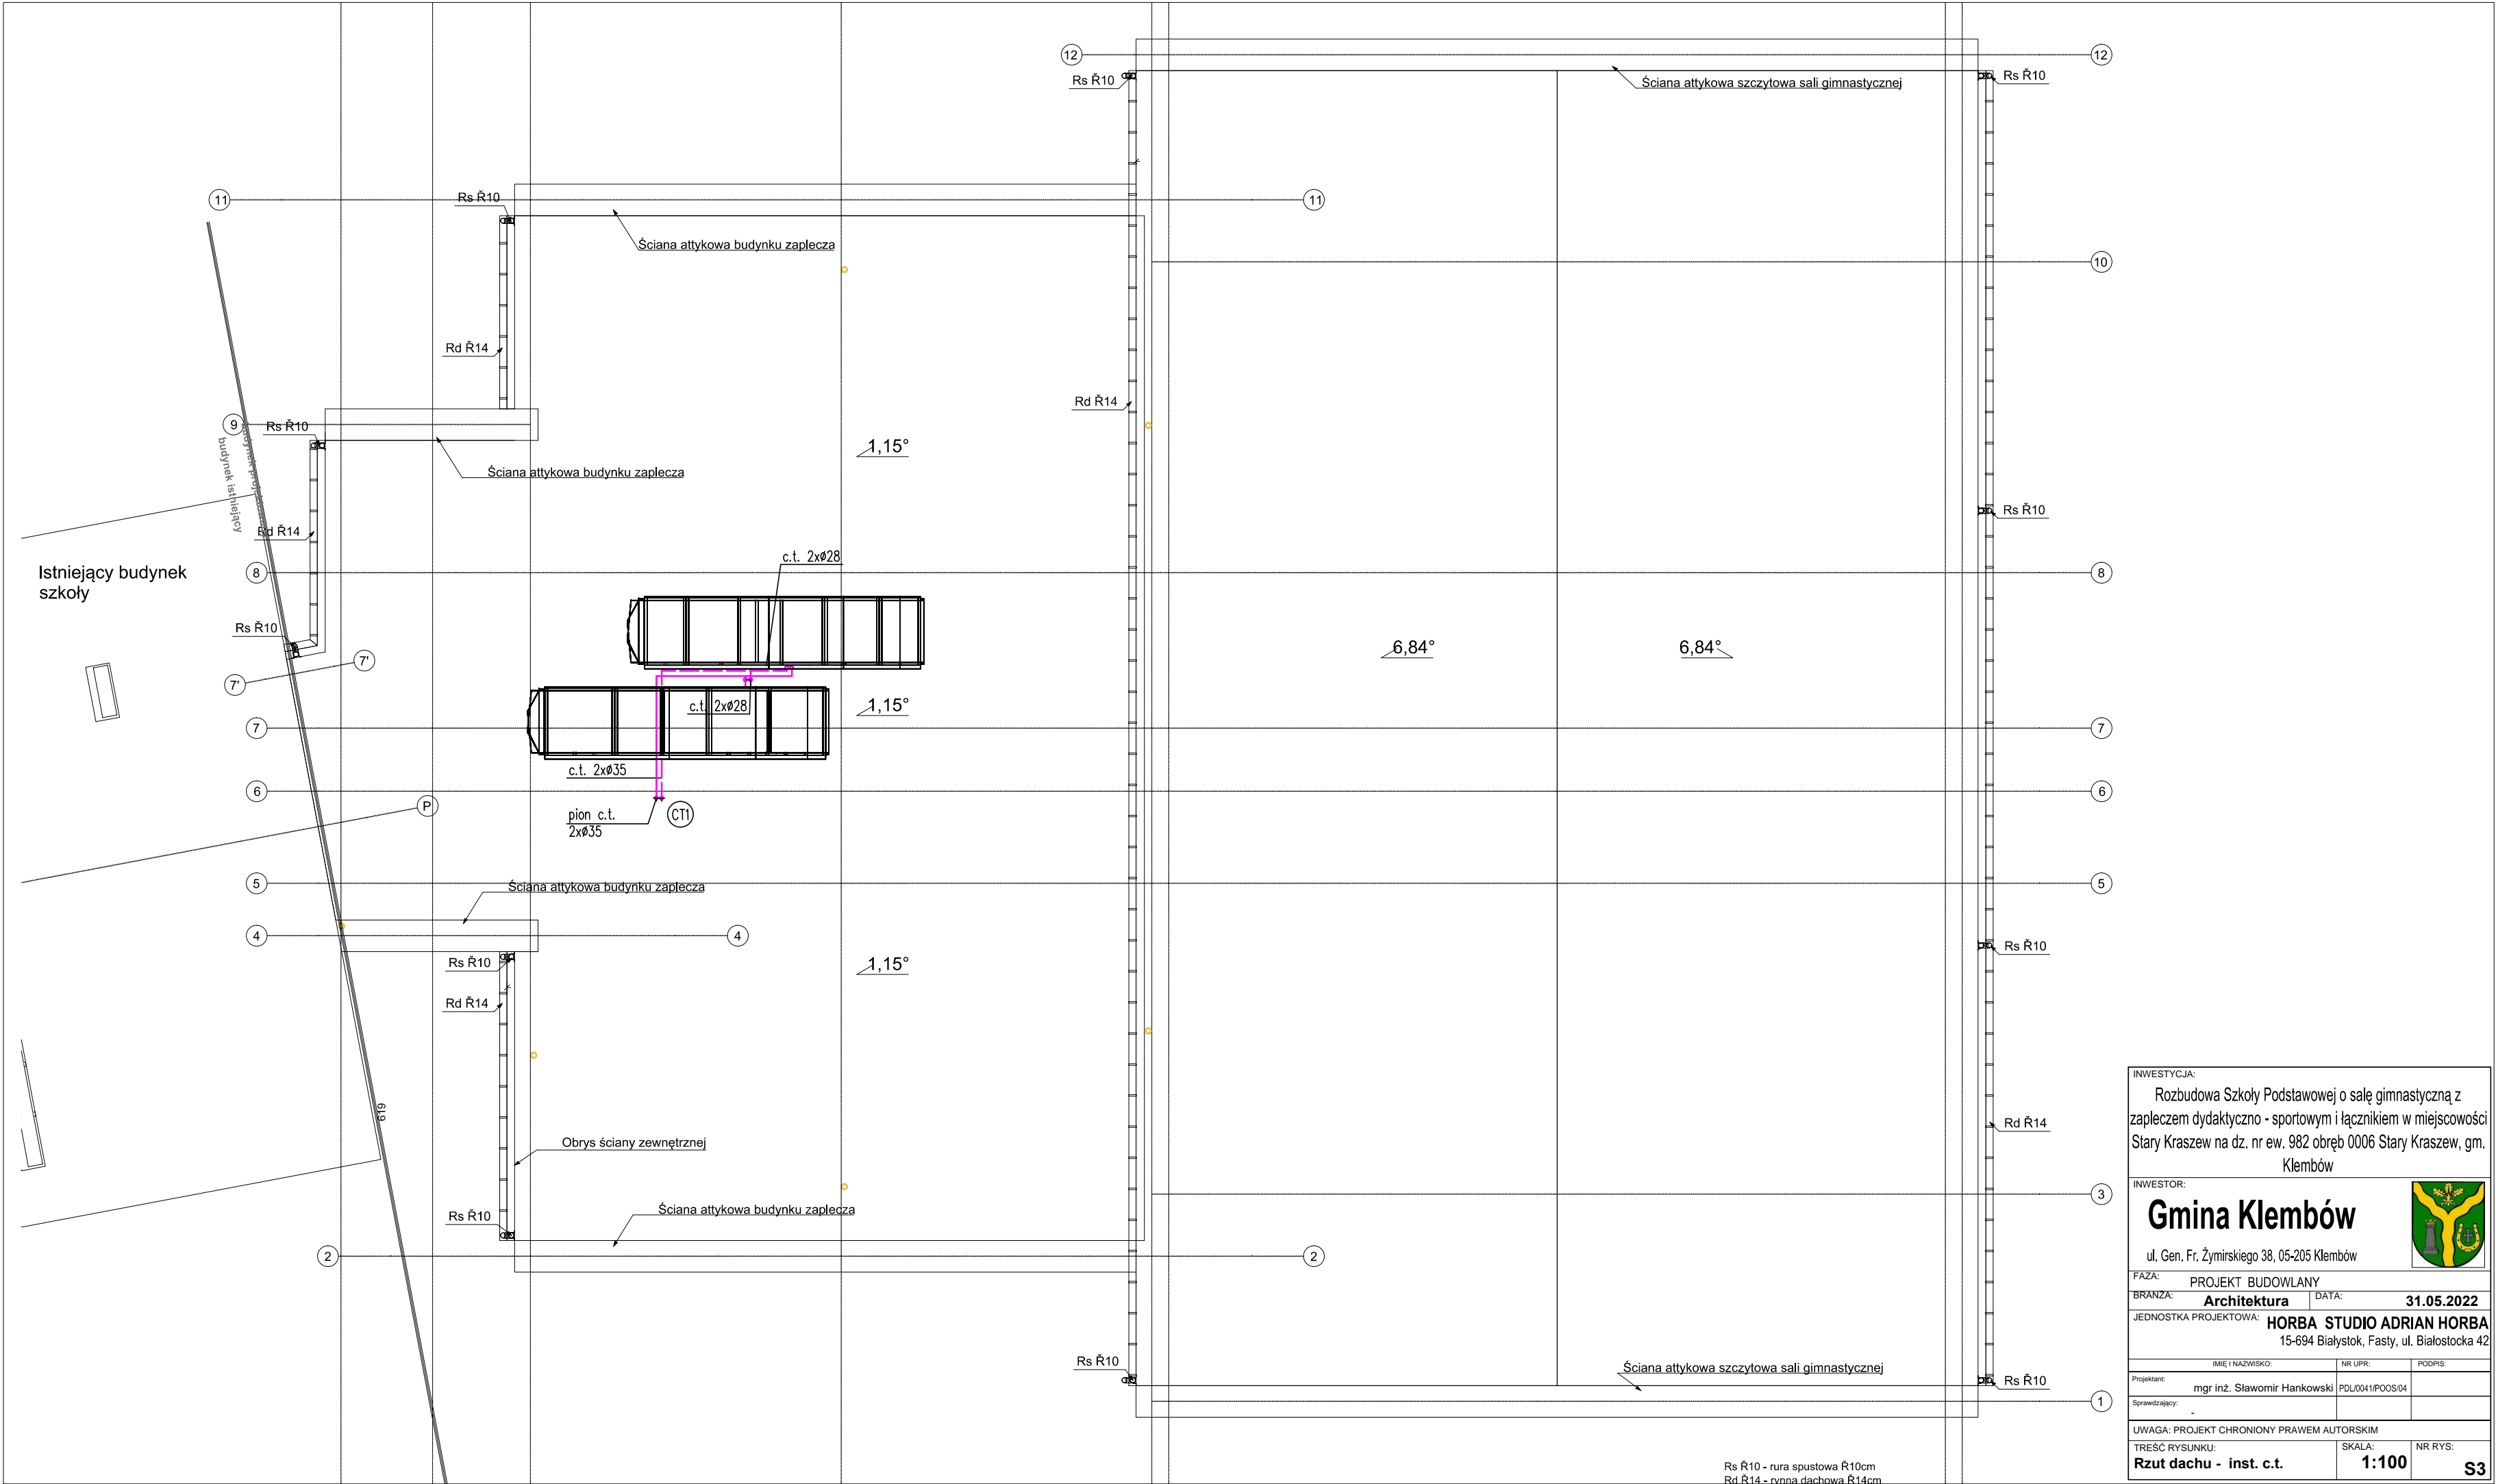 12
12
Rs Ř10
Ściana attykowa szczytowa sali gimnastycznej
Rs Ř10
11
Rs Ř10
11
Ściana attykowa budynku zaplecza
10
Rd Ř14
Rd Ř14
9
Rs Ř10
1,15°
Ściana attykowa budynku zaplecza
budynek istniejący
Rs Ř10
Rd Ř14
c.t. 2xø28
Istniejący budynek
szkoły
8
8
Rs Ř10
6,84°
6,84°
7'
7'
c.t. 2xø28
1,15°
7
7
c.t. 2xø35
6
6
P
pion c.t.
2xø35
CT1
5
5
Ściana attykowa budynku zaplecza
4
4
Rs Ř10
Rs Ř10
1,15°
Rd Ř14
619
Rd Ř14
Obrys ściany zewnętrznej
3
Ściana attykowa budynku zaplecza
Rs Ř10
2
2
Rs Ř10
Ściana attykowa szczytowa sali gimnastycznej
Rs Ř10
1
Rs Ř10 - rura spustowa Ř10cm
Rd Ř14 - rynna dachowa Ř14cm
INWESTYCJA:
Rozbudowa Szkoły Podstawowej o salę gimnastyczną z
zapleczem dydaktyczno - sportowym i łącznikiem w miejscowości
Stary Kraszew na dz. nr ew. 982 obręb 0006 Stary Kraszew, gm.
Klembów
INWESTOR:
Gmina Klembów
ul. Gen. Fr. Żymirskiego 38, 05-205 Klembów
FAZA: PROJEKT BUDOWLANY
BRANŻA: Architektura DATA: 31.05.2022
JEDNOSTKA PROJEKTOWA: HORBA STUDIO ADRIAN HORBA
15-694 Białystok, Fasty, ul. Białostocka 42
IMIĘ I NAZWISKO: NR UPR: PODPIS:
Projektant: mgr inż. Sławomir Hankowski PDL/0041/POOS/04
Sprawdzający: -
UWAGA: PROJEKT CHRONIONY PRAWEM AUTORSKIM
TREŚĆ RYSUNKU: SKALA: NR RYS:
Rzut dachu - inst. c.t. 1:100 S3